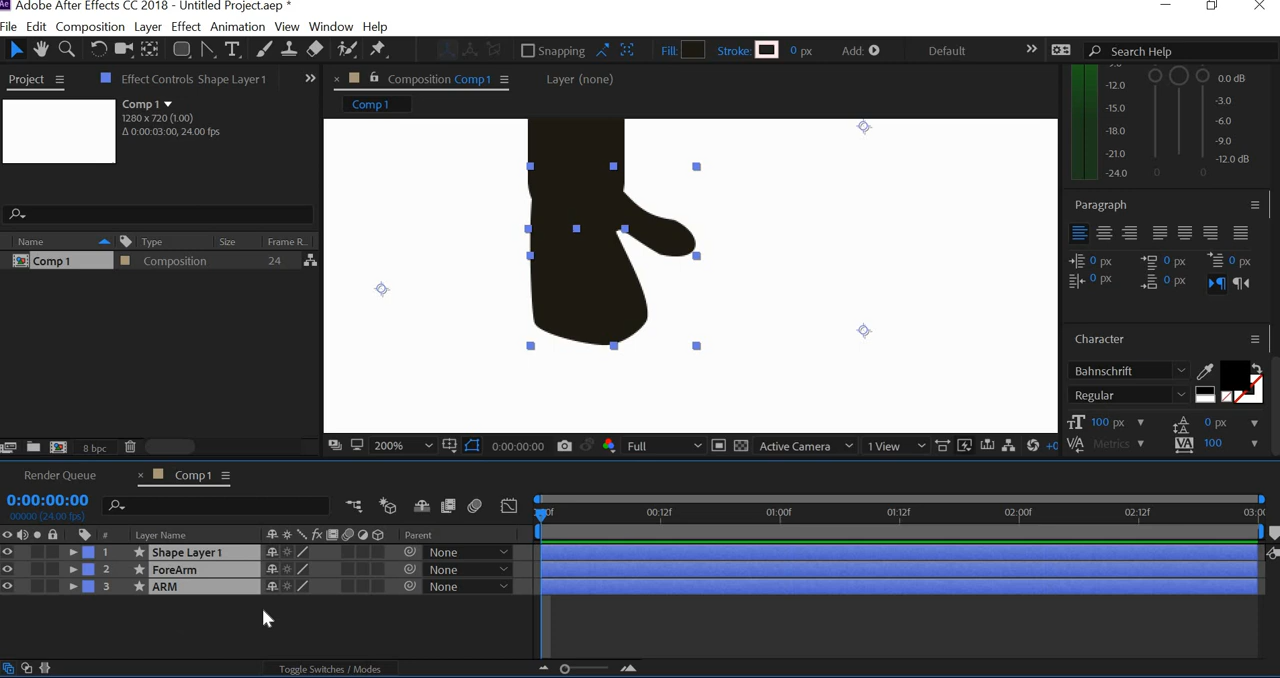 Adobe After Effects CC 2018 - Untitled Project.aep *
File Edit Composition Layer Effect Animation View Window Help
Snapping Fill: Stroke: 0 px Add: Default Search Help
Project Effect Controls Shape Layer 1 Composition Comp 1 Layer (none)
Comp 1
Comp 1
1280 x 720 (1.00)
Δ 0:00:03:00, 24.00 fps
Name Type Size Frame R...
Comp 1 Composition 24
8 bpc
200% 0:00:00:00 Full Active Camera 1 View +0
-12.0
-15.0
-18.0
-21.0
-24.0
0 0
0.0 dB
-3.0
-6.0
-9.0
-12.0 dB
Paragraph
0 px 0 px 0 px
0 px 0 px
Character
Bahnschrift
Regular
100 px 0 px
Metrics 100
Render Queue Comp 1
0:00:00:00
00000 (24.00 fps)
00:12f 01:00f 01:12f 02:00f 02:12f
# Layer Name Parent
1 Shape Layer 1 None
2 ForeArm None
3 ARM None
Toggle Switches / Modes